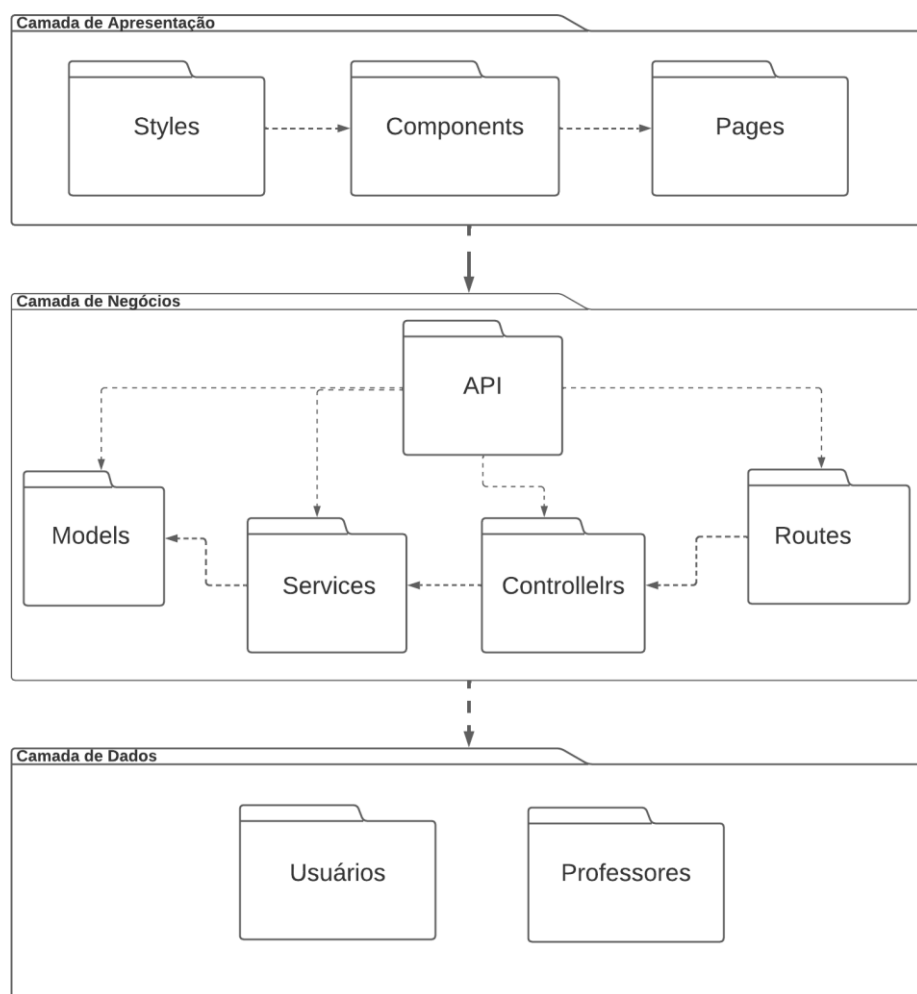 Camada de Apresentação
Styles
Components
Pages
Camada de Negócios
API
Models
Services
Controllelrs
Routes
Camada de Dados
Usuários
Professores